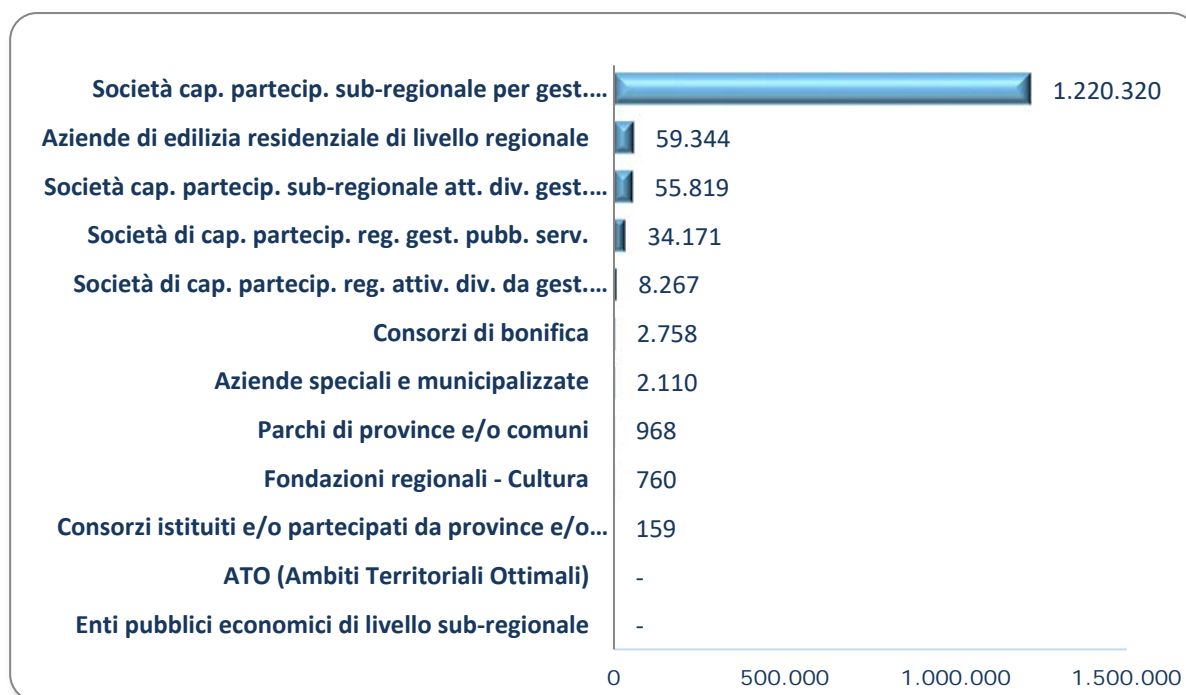 Società cap. partecip. sub-regionale per gest.... 1.220.320
Aziende di edilizia residenziale di livello regionale 59.344
Società cap. partecip. sub-regionale att. div. gest.... 55.819
Società di cap. partecip. reg. gest. pubb. serv. 34.171
Società di cap. partecip. reg. attiv. div. da gest.... 8.267
Consorzi di bonifica 2.758
Aziende speciali e municipalizzate 2.110
Parchi di province e/o comuni 968
Fondazioni regionali - Cultura 760
Consorzi istituiti e/o partecipati da province e/o... 159
ATO (Ambiti Territoriali Ottimali) -
Enti pubblici economici di livello sub-regionale -
0 500.000 1.000.000 1.500.000